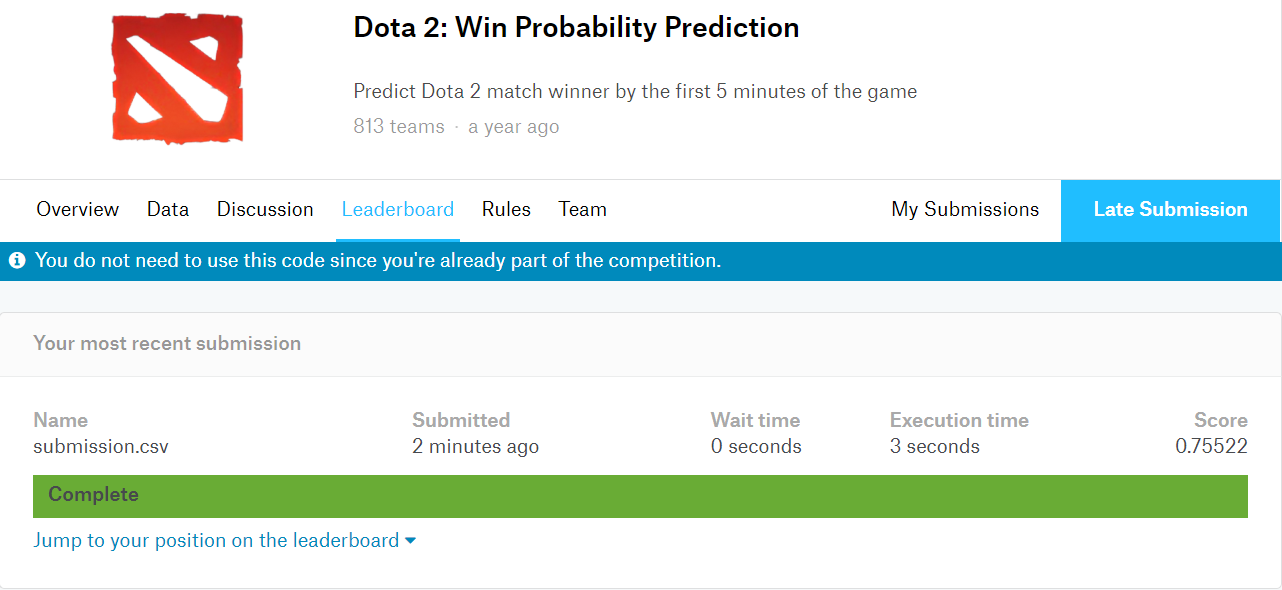 Dota 2: Win Probability Prediction
Predict Dota 2 match winner by the first 5 minutes of the game
813 teams · a year ago
Overview Data Discussion Leaderboard Rules Team My Submissions Late Submission
You do not need to use this code since you're already part of the competition.
Your most recent submission
Name Submitted Wait time Execution time Score
submission.csv 2 minutes ago 0 seconds 3 seconds 0.75522
Complete
Jump to your position on the leaderboard